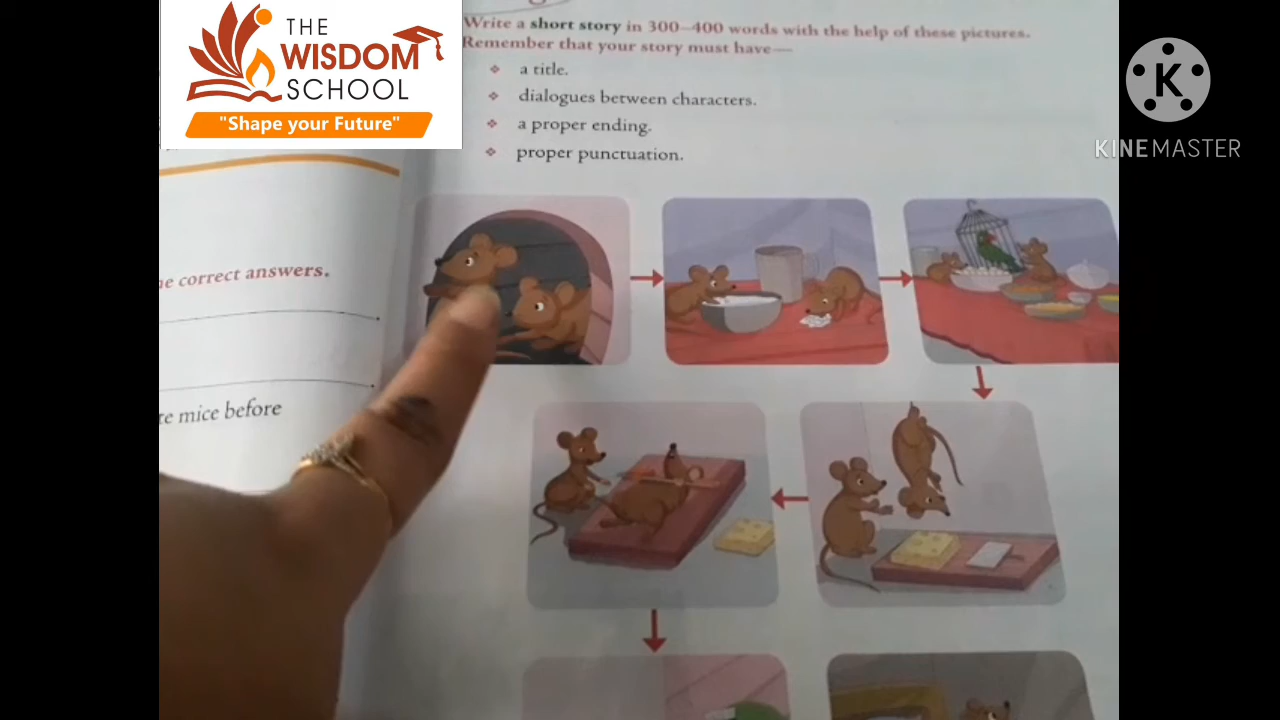 THE
WISDOM
SCHOOL
"Shape your Future"
Write a short story in 300–400 words with the help of these pictures.
Remember that your story must have—
❖ a title.
❖ dialogues between characters.
❖ a proper ending.
❖ proper punctuation.
K
KINEMASTER
correct answers.
mice before